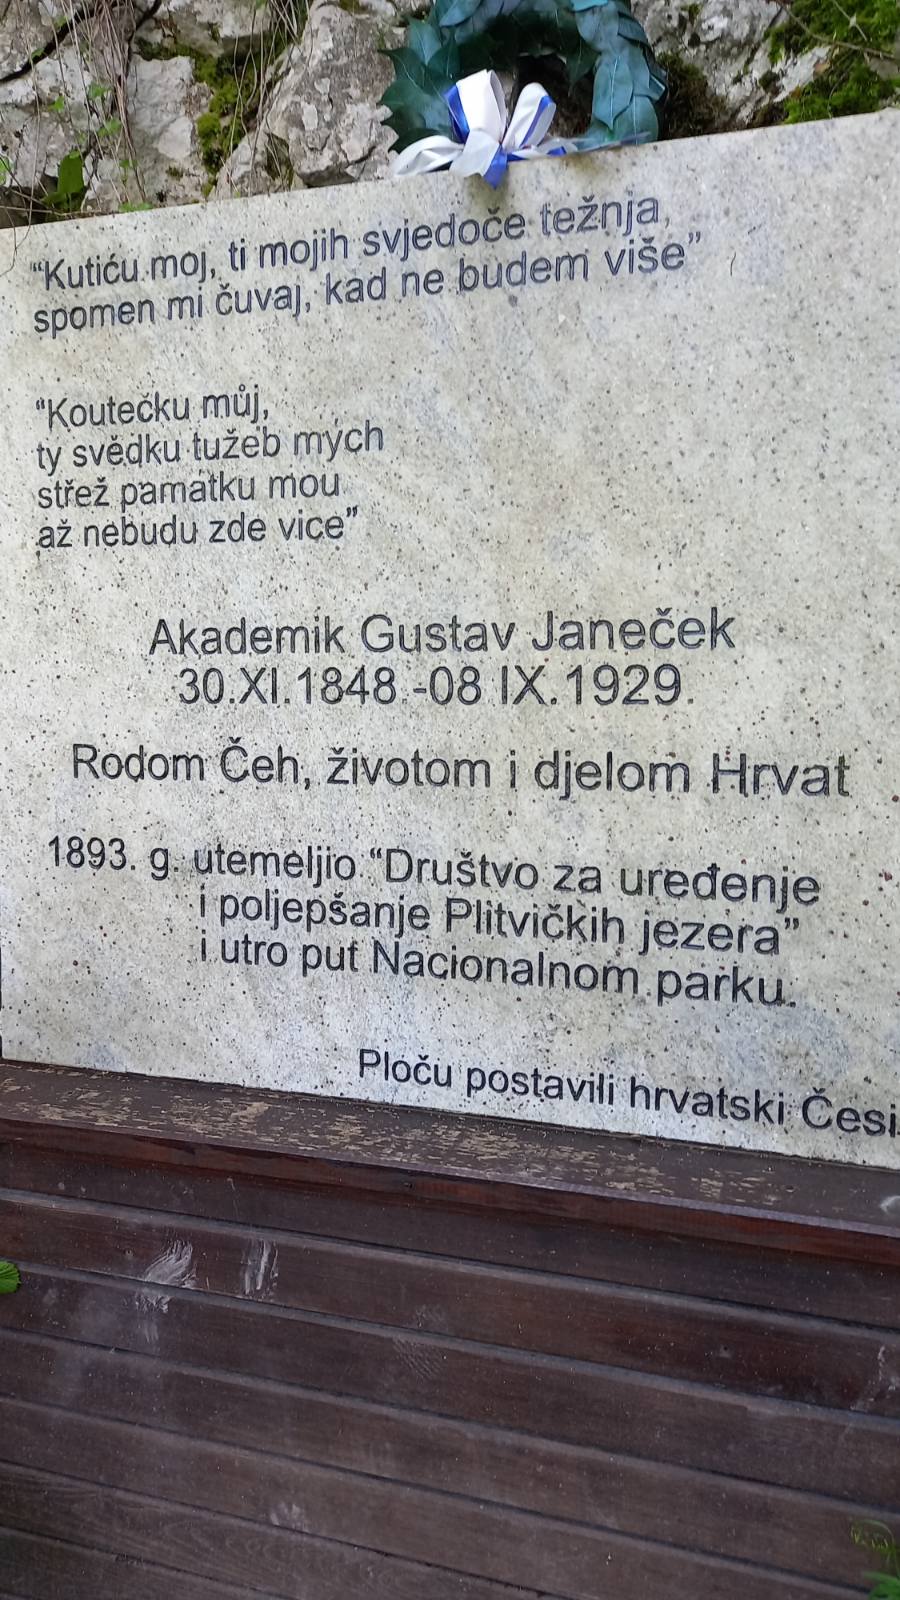 “Kutiću moj, ti mojih svjedoče težnja,
spomen mi čuvaj, kad ne budem više”
“Koutečku můj,
ty svědku tužeb mých
střež památku mou
až nebudu zde vice”
Akademik Gustav Janeček
30.XI.1848.-08 IX.1929.
Rodom Čeh, životom i djelom Hrvat
1893. g. utemeljio “Društvo za uređenje
i poljepšanje Plitvičkih jezera”
i utro put Nacionalnom parku.
Ploču postavili hrvatski Česi.